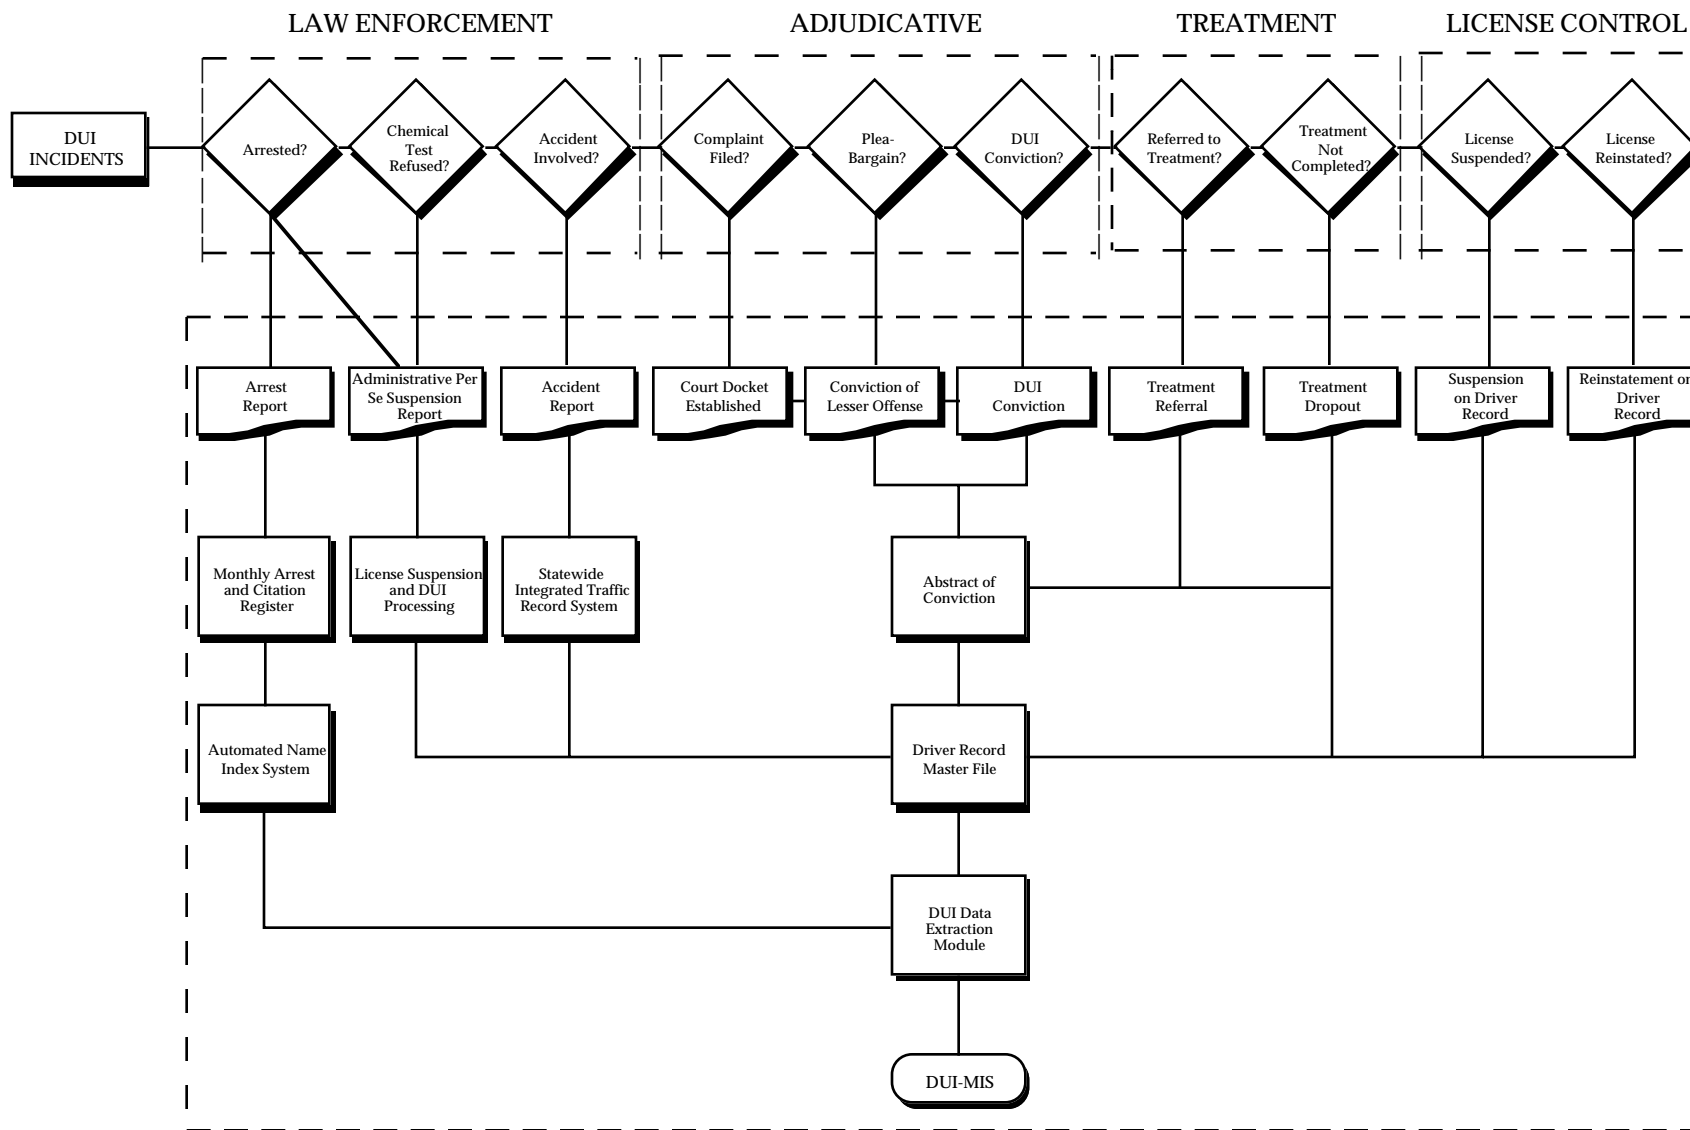 LAW ENFORCEMENT
ADJUDICATIVE
TREATMENT
LICENSE CONTROL
DUI
INCIDENTS
Arrested?
Chemical
Test
Refused?
Accident
Involved?
Complaint
Filed?
Plea-
Bargain?
DUI
Conviction?
Referred to
Treatment?
Treatment
Not
Completed?
License
Suspended?
License
Reinstated?
Arrest
Report
Administrative Per
Se Suspension
Report
Accident
Report
Court Docket
Established
Conviction of
Lesser Offense
DUI
Conviction
Treatment
Referral
Treatment
Dropout
Suspension
on Driver
Record
Reinstatement on
Driver
Record
Monthly Arrest
and Citation
Register
License Suspension
and DUI
Processing
Statewide
Integrated Traffic
Record System
Abstract of
Conviction
Automated Name
Index System
Driver Record
Master File
DUI Data
Extraction
Module
DUI-MIS